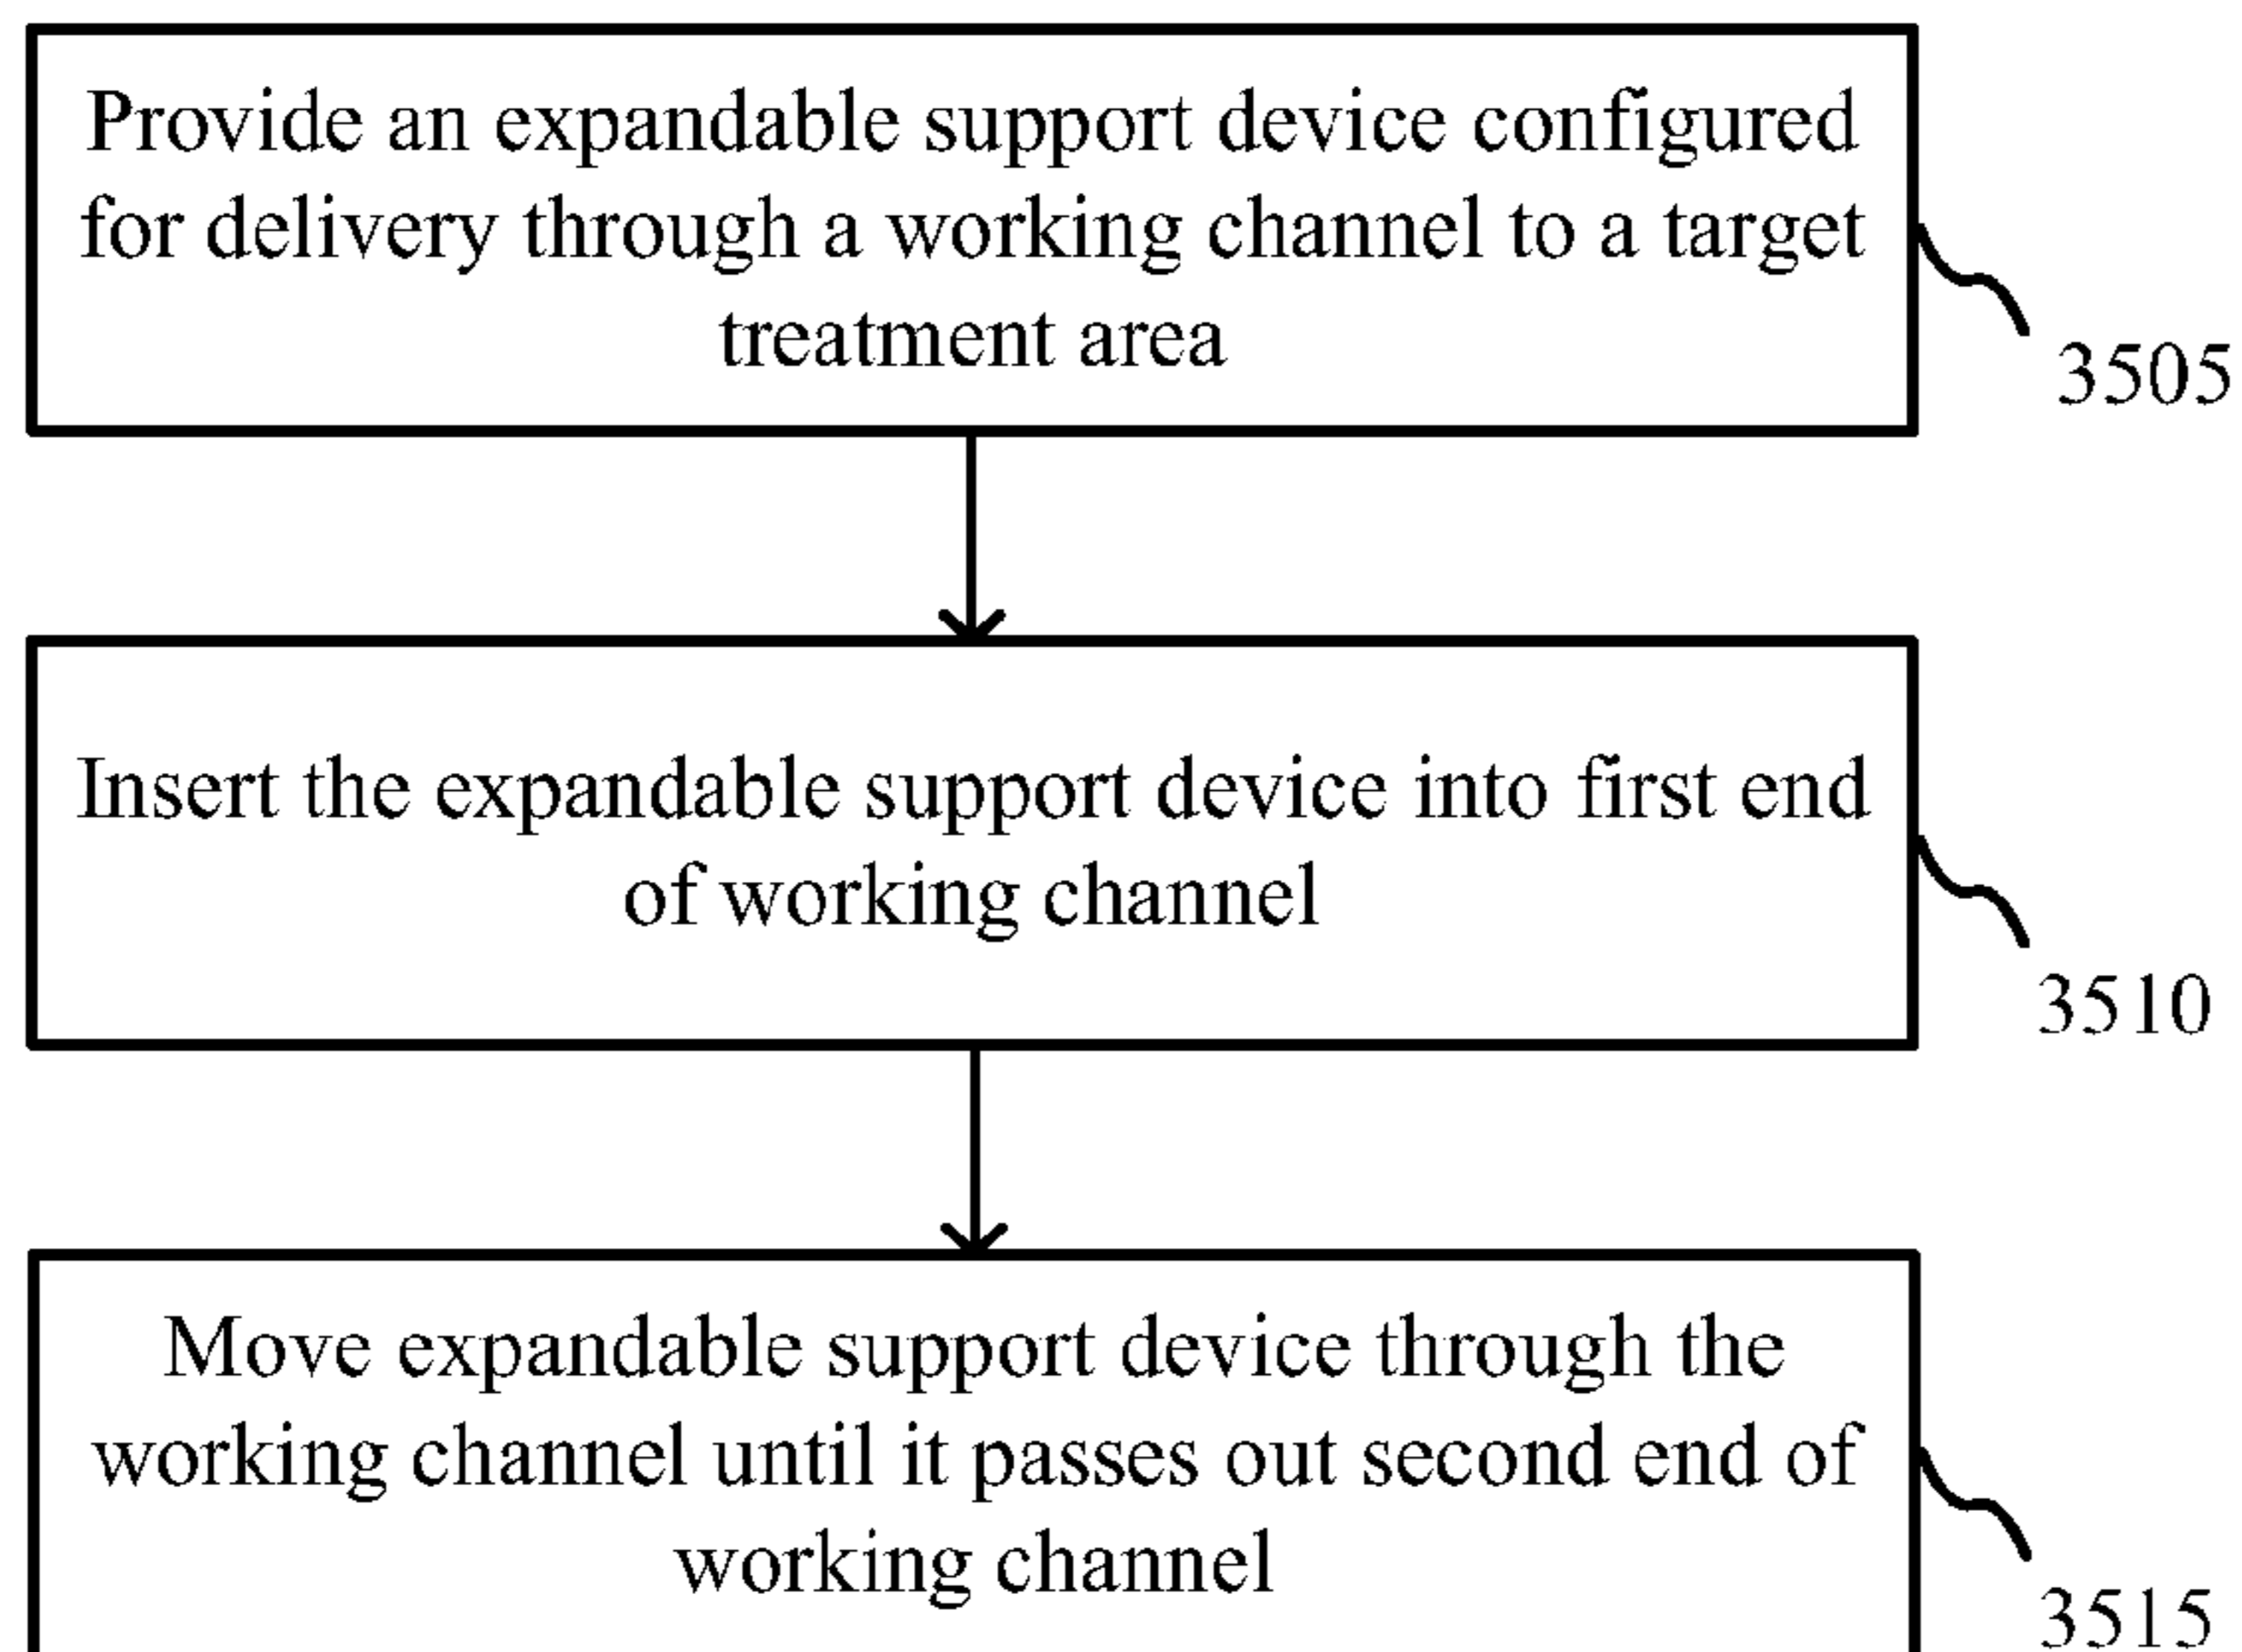 Provide an expandable support device configured
for delivery through a working channel to a target
treatment area
3505
Insert the expandable support device into first end
of working channel
3510
Move expandable support device through the
working channel until it passes out second end of
working channel
3515